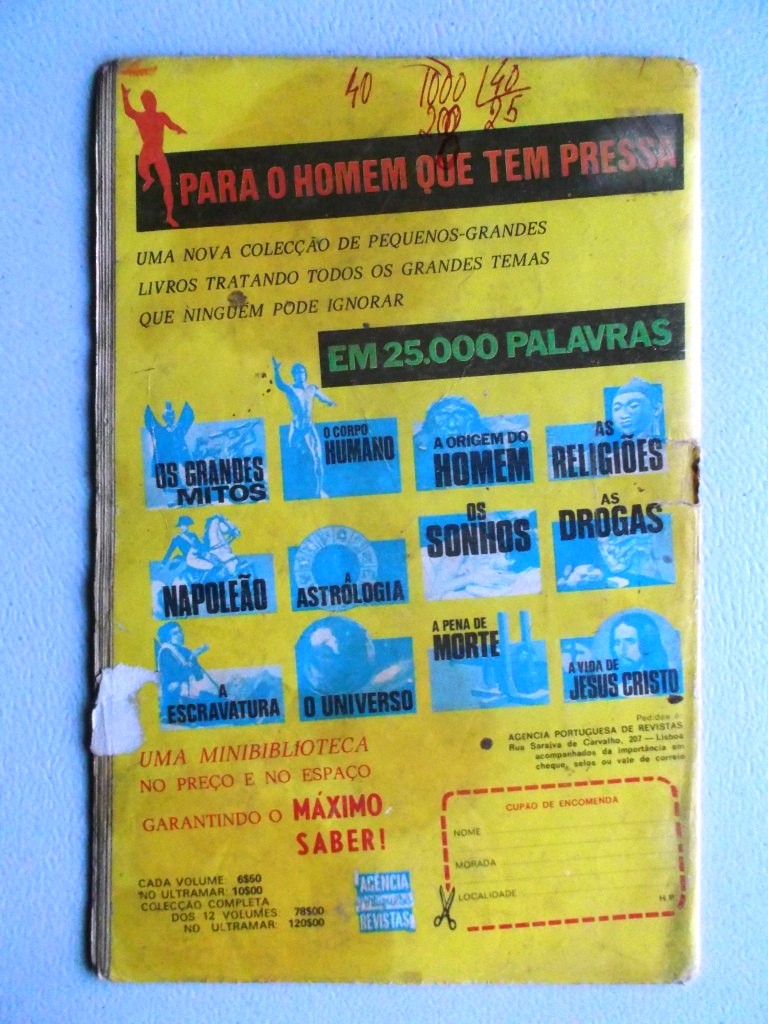 40 1000 40
200 25
PARA O HOMEM QUE TEM PRESSA
UMA NOVA COLECÇÃO DE PEQUENOS-GRANDES
LIVROS TRATANDO TODOS OS GRANDES TEMAS
QUE NINGUÉM PODE IGNORAR
EM 25.000 PALAVRAS
OS GRANDES
MITOS
O CORPO
HUMANO
A ORIGEM DO
HOMEM
AS
RELIGIÕES
NAPOLEÃO
A
ASTROLOGIA
OS
SONHOS
AS
DROGAS
A
ESCRAVATURA
O UNIVERSO
A PENA DE
MORTE
A VIDA DE
JESUS CRISTO
UMA MINIBIBLIOTECA
NO PREÇO E NO ESPAÇO
GARANTINDO O MÁXIMO
SABER!
Pedidos à:
AGENCIA PORTUGUESA DE REVISTAS
Rua Saraiva de Carvalho, 207 — Lisboa
acompanhados da importância em
cheque, selos ou vale de correio
CUPÃO DE ENCOMENDA
NOME
MORADA
LOCALIDADE
CADA VOLUME: 6$50
NO ULTRAMAR: 10$00
COLECÇÃO COMPLETA
DOS 12 VOLUMES: 78$00
NO ULTRAMAR: 120$00
AGÊNCIA
portuguesa
REVISTAS